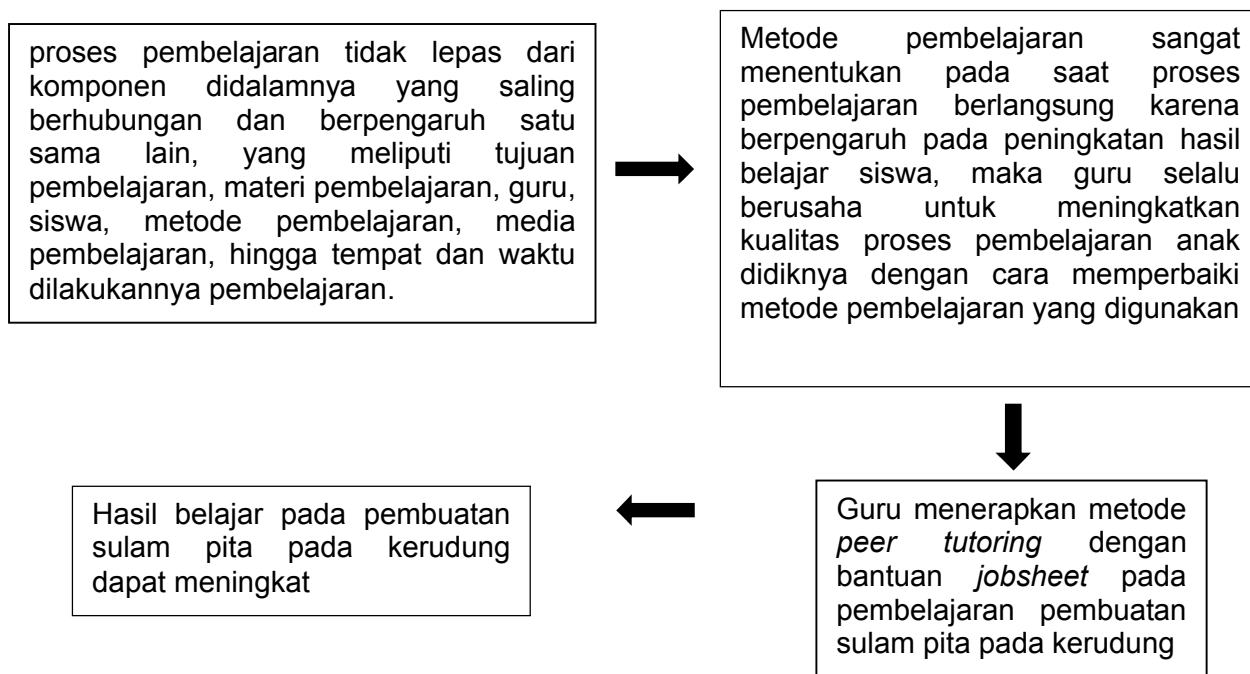 proses pembelajaran tidak lepas dari
komponen didalamnya yang saling
berhubungan dan berpengaruh satu
sama lain, yang meliputi tujuan
pembelajaran, materi pembelajaran, guru,
siswa, metode pembelajaran, media
pembelajaran, hingga tempat dan waktu
dilakukannya pembelajaran.
Metode pembelajaran sangat
menentukan pada saat proses
pembelajaran berlangsung karena
berpengaruh pada peningkatan hasil
belajar siswa, maka guru selalu
berusaha untuk meningkatkan
kualitas proses pembelajaran anak
didiknya dengan cara memperbaiki
metode pembelajaran yang digunakan
Guru menerapkan metode
peer tutoring dengan
bantuan jobsheet pada
pembelajaran pembuatan
sulam pita pada kerudung
Hasil belajar pada pembuatan
sulam pita pada kerudung
dapat meningkat